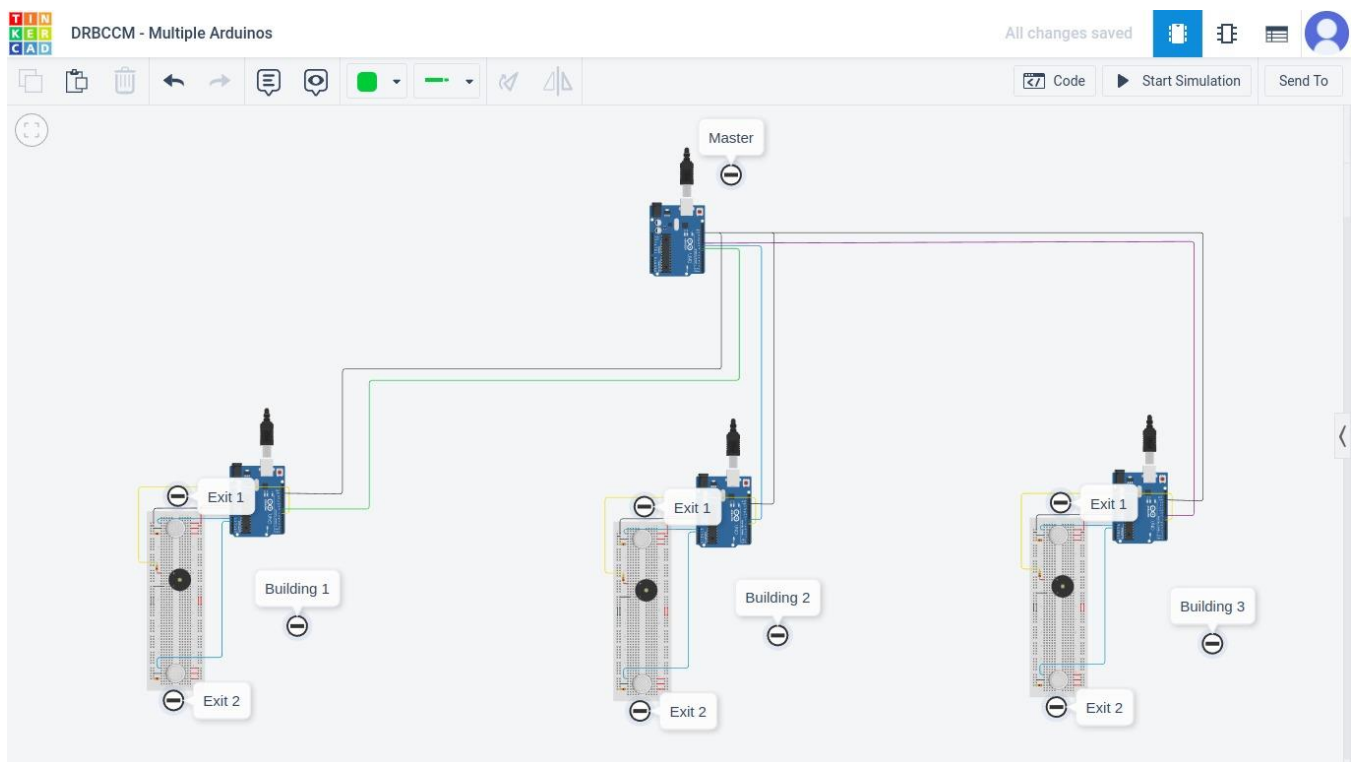 TIN
KER
CAD
DRBCCM - Multiple Arduinos
All changes saved
Code
Start Simulation
Send To
Master
Exit 1
Exit 1
Exit 1
Building 1
Building 2
Building 3
Exit 2
Exit 2
Exit 2